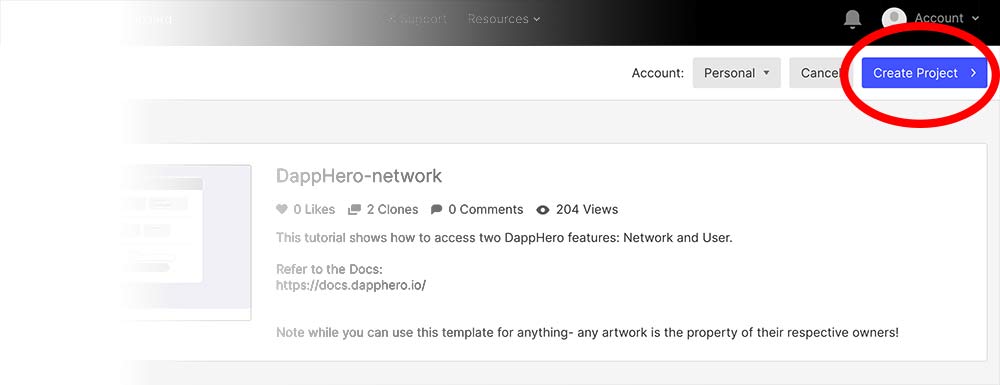 Support Resources Account
Account: Personal Cancel Create Project
DappHero-network
0 Likes 2 Clones 0 Comments 204 Views
This tutorial shows how to access two DappHero features: Network and User.
Refer to the Docs:
https://docs.dapphero.io/
Note while you can use this template for anything- any artwork is the property of their respective owners!